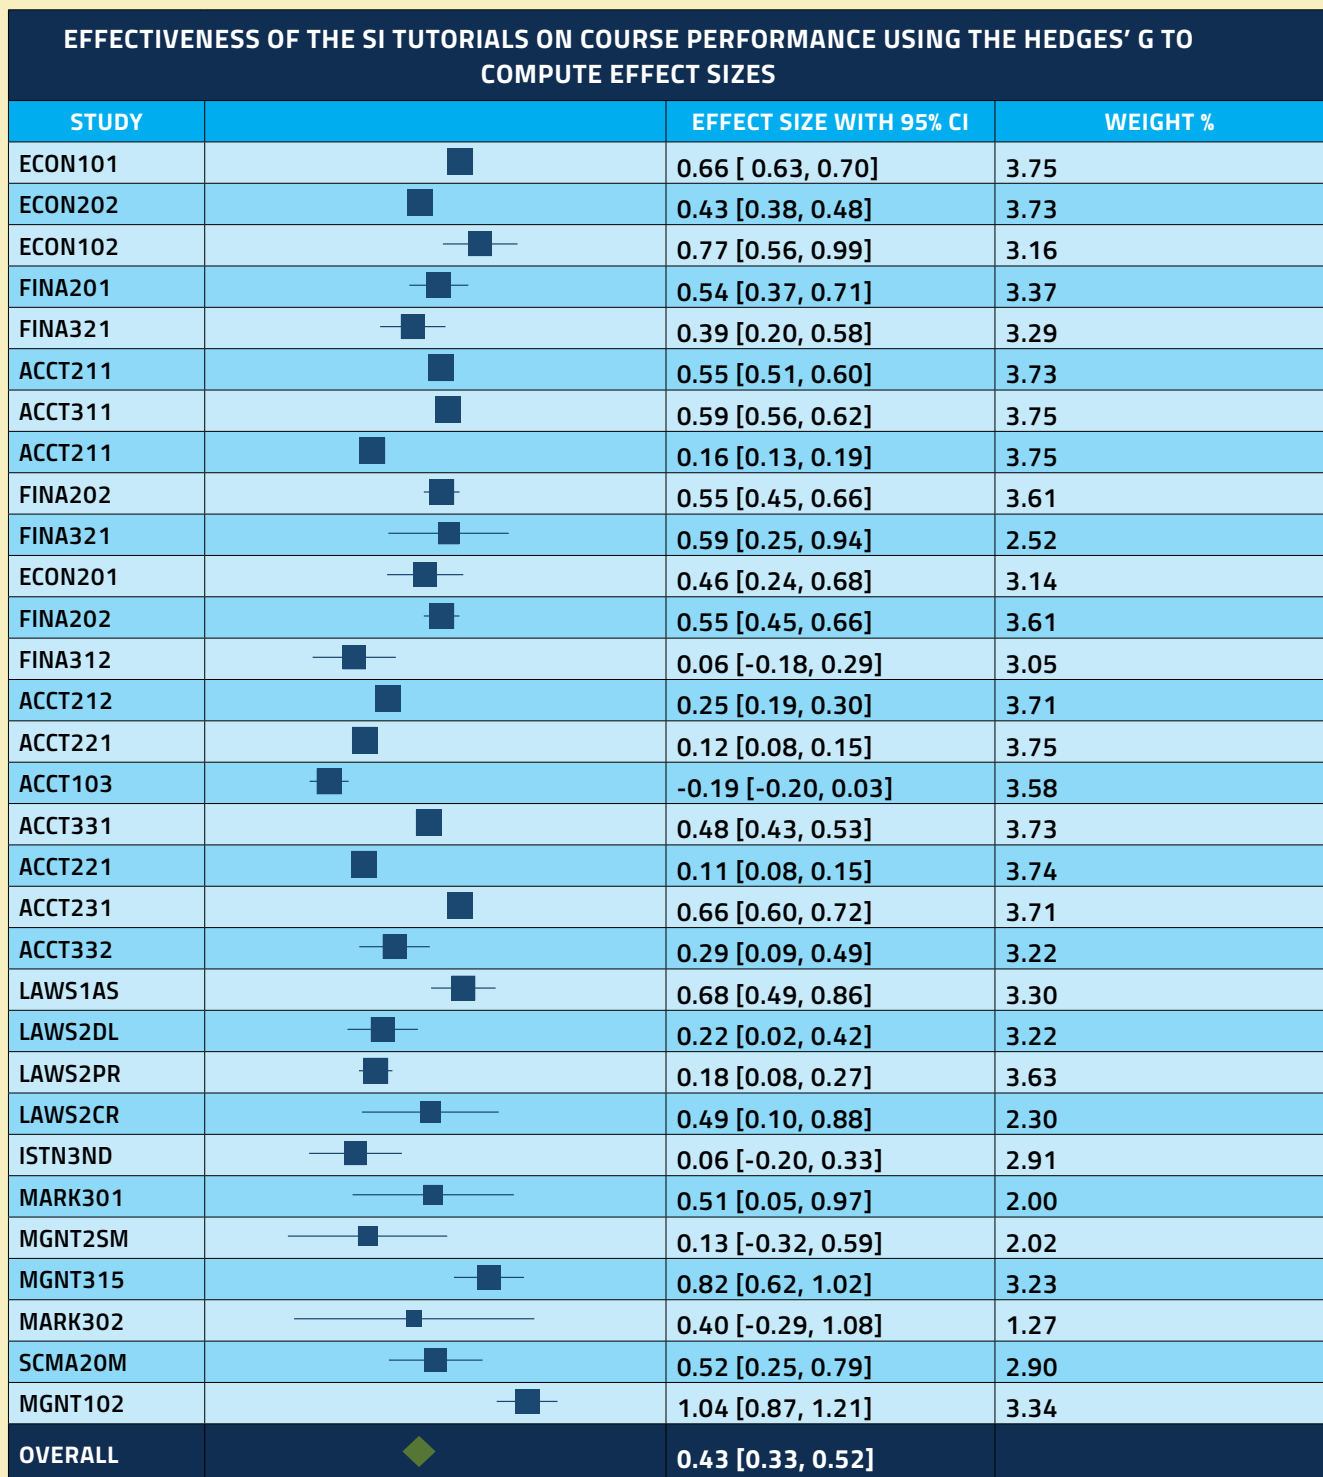 EFFECTIVENESS OF THE SI TUTORIALS ON COURSE PERFORMANCE USING THE HEDGES’ G TO
COMPUTE EFFECT SIZES
STUDY EFFECT SIZE WITH 95% CI WEIGHT %
ECON101 0.66 [ 0.63, 0.70] 3.75
ECON202 0.43 [0.38, 0.48] 3.73
ECON102 0.77 [0.56, 0.99] 3.16
FINA201 0.54 [0.37, 0.71] 3.37
FINA321 0.39 [0.20, 0.58] 3.29
ACCT211 0.55 [0.51, 0.60] 3.73
ACCT311 0.59 [0.56, 0.62] 3.75
ACCT211 0.16 [0.13, 0.19] 3.75
FINA202 0.55 [0.45, 0.66] 3.61
FINA321 0.59 [0.25, 0.94] 2.52
ECON201 0.46 [0.24, 0.68] 3.14
FINA202 0.55 [0.45, 0.66] 3.61
FINA312 0.06 [-0.18, 0.29] 3.05
ACCT212 0.25 [0.19, 0.30] 3.71
ACCT221 0.12 [0.08, 0.15] 3.75
ACCT103 -0.19 [-0.20, 0.03] 3.58
ACCT331 0.48 [0.43, 0.53] 3.73
ACCT221 0.11 [0.08, 0.15] 3.74
ACCT231 0.66 [0.60, 0.72] 3.71
ACCT332 0.29 [0.09, 0.49] 3.22
LAWS1AS 0.68 [0.49, 0.86] 3.30
LAWS2DL 0.22 [0.02, 0.42] 3.22
LAWS2PR 0.18 [0.08, 0.27] 3.63
LAWS2CR 0.49 [0.10, 0.88] 2.30
ISTN3ND 0.06 [-0.20, 0.33] 2.91
MARK301 0.51 [0.05, 0.97] 2.00
MGNT2SM 0.13 [-0.32, 0.59] 2.02
MGNT315 0.82 [0.62, 1.02] 3.23
MARK302 0.40 [-0.29, 1.08] 1.27
SCMA20M 0.52 [0.25, 0.79] 2.90
MGNT102 1.04 [0.87, 1.21] 3.34
OVERALL 0.43 [0.33, 0.52]